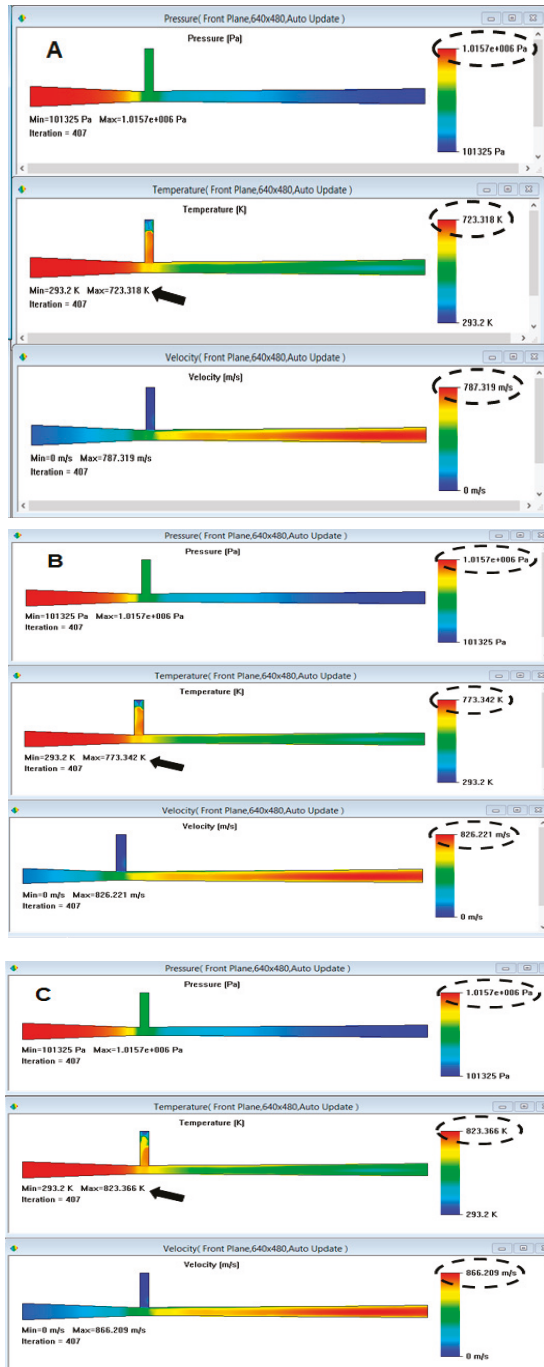 Pressure( Front Plane,640x480,Auto Update )
A
Pressure [Pa]
1.0157e+006 Pa
101325 Pa
Min=101325 Pa Max=1.0157e+006 Pa
Iteration = 407
Temperature( Front Plane,640x480,Auto Update )
Temperature [K]
723.318 K
293.2 K
Min=293.2 K Max=723.318 K
Iteration = 407
Velocity( Front Plane,640x480,Auto Update )
Velocity [m/s]
787.319 m/s
0 m/s
Min=0 m/s Max=787.319 m/s
Iteration = 407
Pressure( Front Plane,640x480,Auto Update )
B
Pressure [Pa]
1.0157e+006 Pa
101325 Pa
Min=101325 Pa Max=1.0157e+006 Pa
Iteration = 407
Temperature( Front Plane,640x480,Auto Update )
Temperature [K]
773.342 K
293.2 K
Min=293.2 K Max=773.342 K
Iteration = 407
Velocity( Front Plane,640x480,Auto Update )
Velocity [m/s]
826.221 m/s
0 m/s
Min=0 m/s Max=826.221 m/s
Iteration = 407
Pressure( Front Plane,640x480,Auto Update )
C
Pressure [Pa]
1.0157e+006 Pa
101325 Pa
Min=101325 Pa Max=1.0157e+006 Pa
Iteration = 407
Temperature( Front Plane,640x480,Auto Update )
Temperature [K]
823.366 K
293.2 K
Min=293.2 K Max=823.366 K
Iteration = 407
Velocity( Front Plane,640x480,Auto Update )
Velocity [m/s]
866.209 m/s
0 m/s
Min=0 m/s Max=866.209 m/s
Iteration = 407